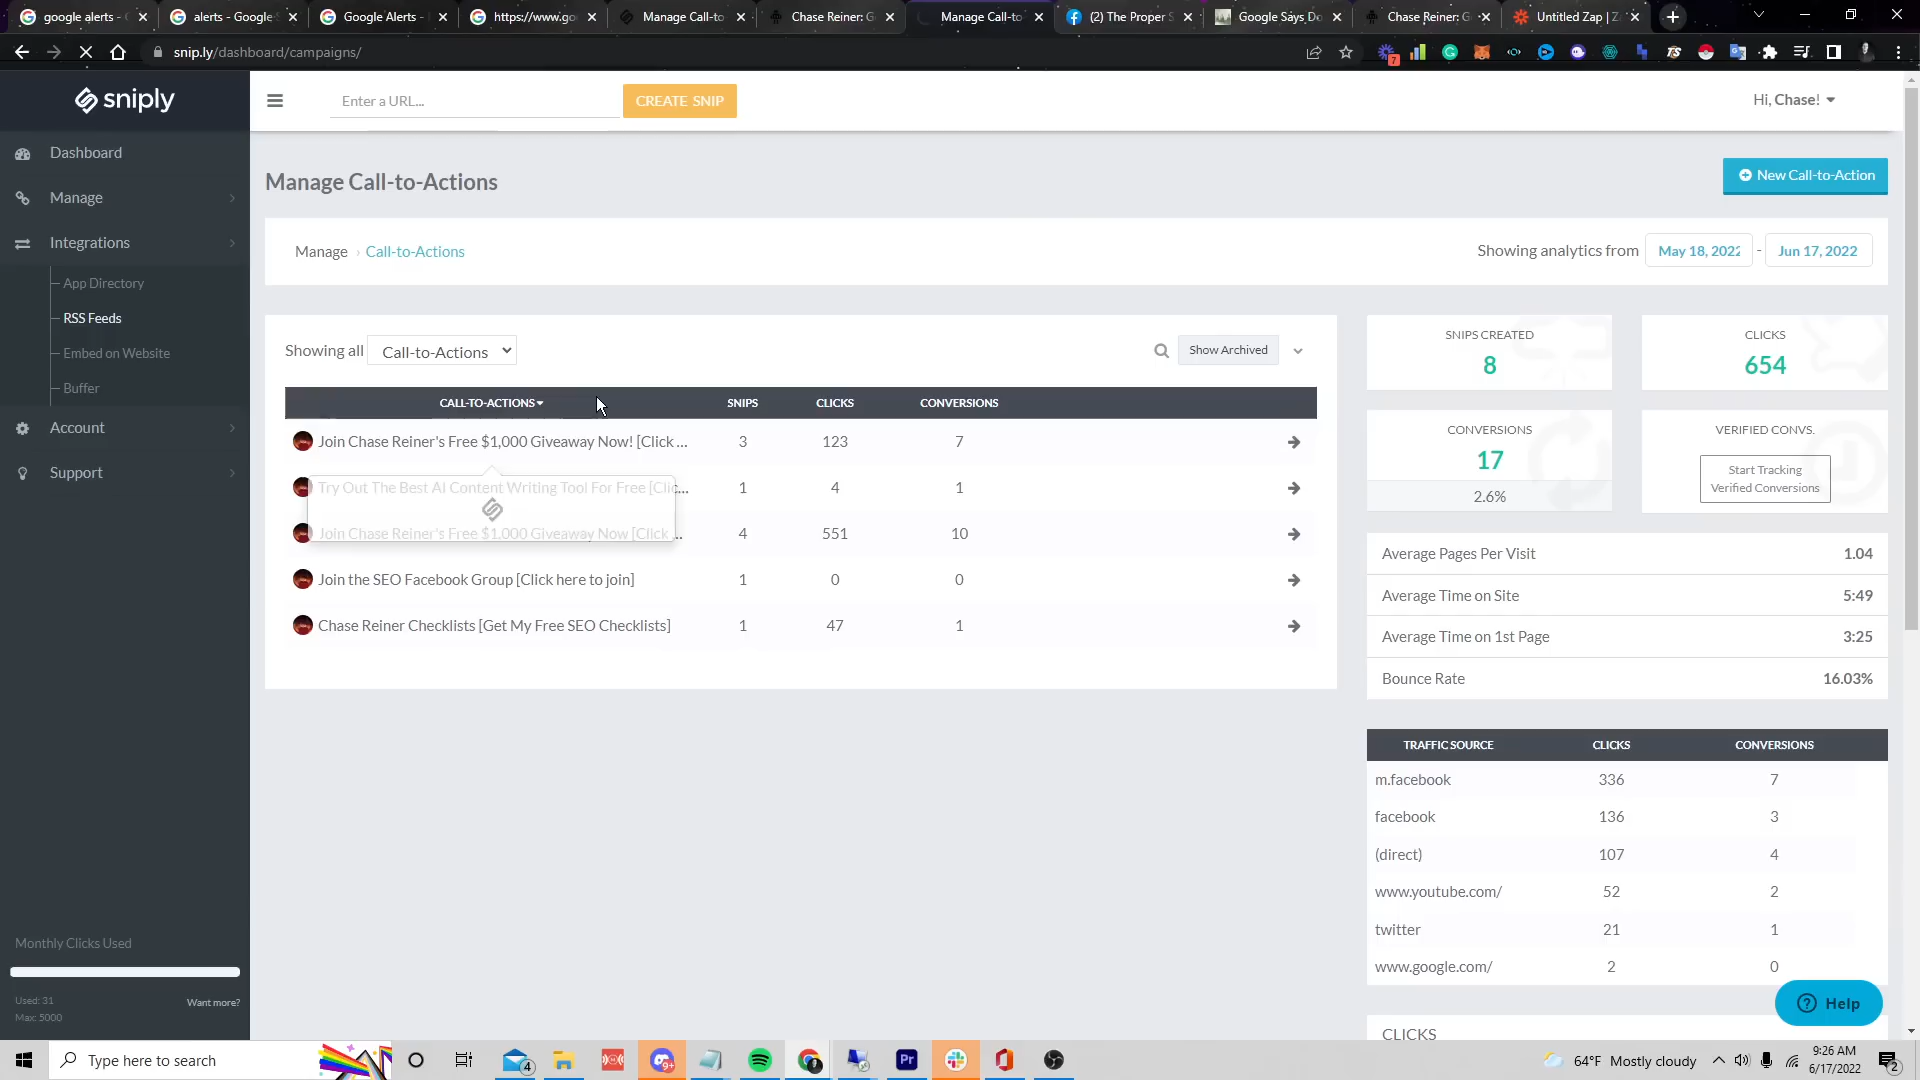 google alerts -
alerts - Google
Google Alerts -
https://www.go
Manage Call-to
Chase Reiner: G
Manage Call-to
(2) The Proper S
Google Says Do
Chase Reiner: G
Untitled Zap | Z
snip.ly/dashboard/campaigns/
7
sniply
Enter a URL...
CREATE SNIP
Hi, Chase!
Dashboard
Manage
Integrations
App Directory
RSS Feeds
Embed on Website
Buffer
Account
Support
Manage Call-to-Actions
New Call-to-Action
Manage › Call-to-Actions
Showing analytics from May 18, 2022 - Jun 17, 2022
Showing all Call-to-Actions
Show Archived
CALL-TO-ACTIONS SNIPS CLICKS CONVERSIONS
Join Chase Reiner's Free $1,000 Giveaway Now! [Click ... 3 123 7
Try Out The Best AI Content Writing Tool For Free [Clic... 1 4 1
Join Chase Reiner's Free $1,000 Giveaway Now [Click ... 4 551 10
Join the SEO Facebook Group [Click here to join] 1 0 0
Chase Reiner Checklists [Get My Free SEO Checklists] 1 47 1
SNIPS CREATED
8
CLICKS
654
CONVERSIONS
17
2.6%
VERIFIED CONVS.
Start Tracking
Verified Conversions
Average Pages Per Visit 1.04
Average Time on Site 5:49
Average Time on 1st Page 3:25
Bounce Rate 16.03%
TRAFFIC SOURCE CLICKS CONVERSIONS
m.facebook 336 7
facebook 136 3
(direct) 107 4
www.youtube.com/ 52 2
twitter 21 1
www.google.com/ 2 0
CLICKS
Help
Monthly Clicks Used
Used: 31
Max: 5000
Want more?
Type here to search
4
9+
Pr
64°F Mostly cloudy
9:26 AM
6/17/2022
2